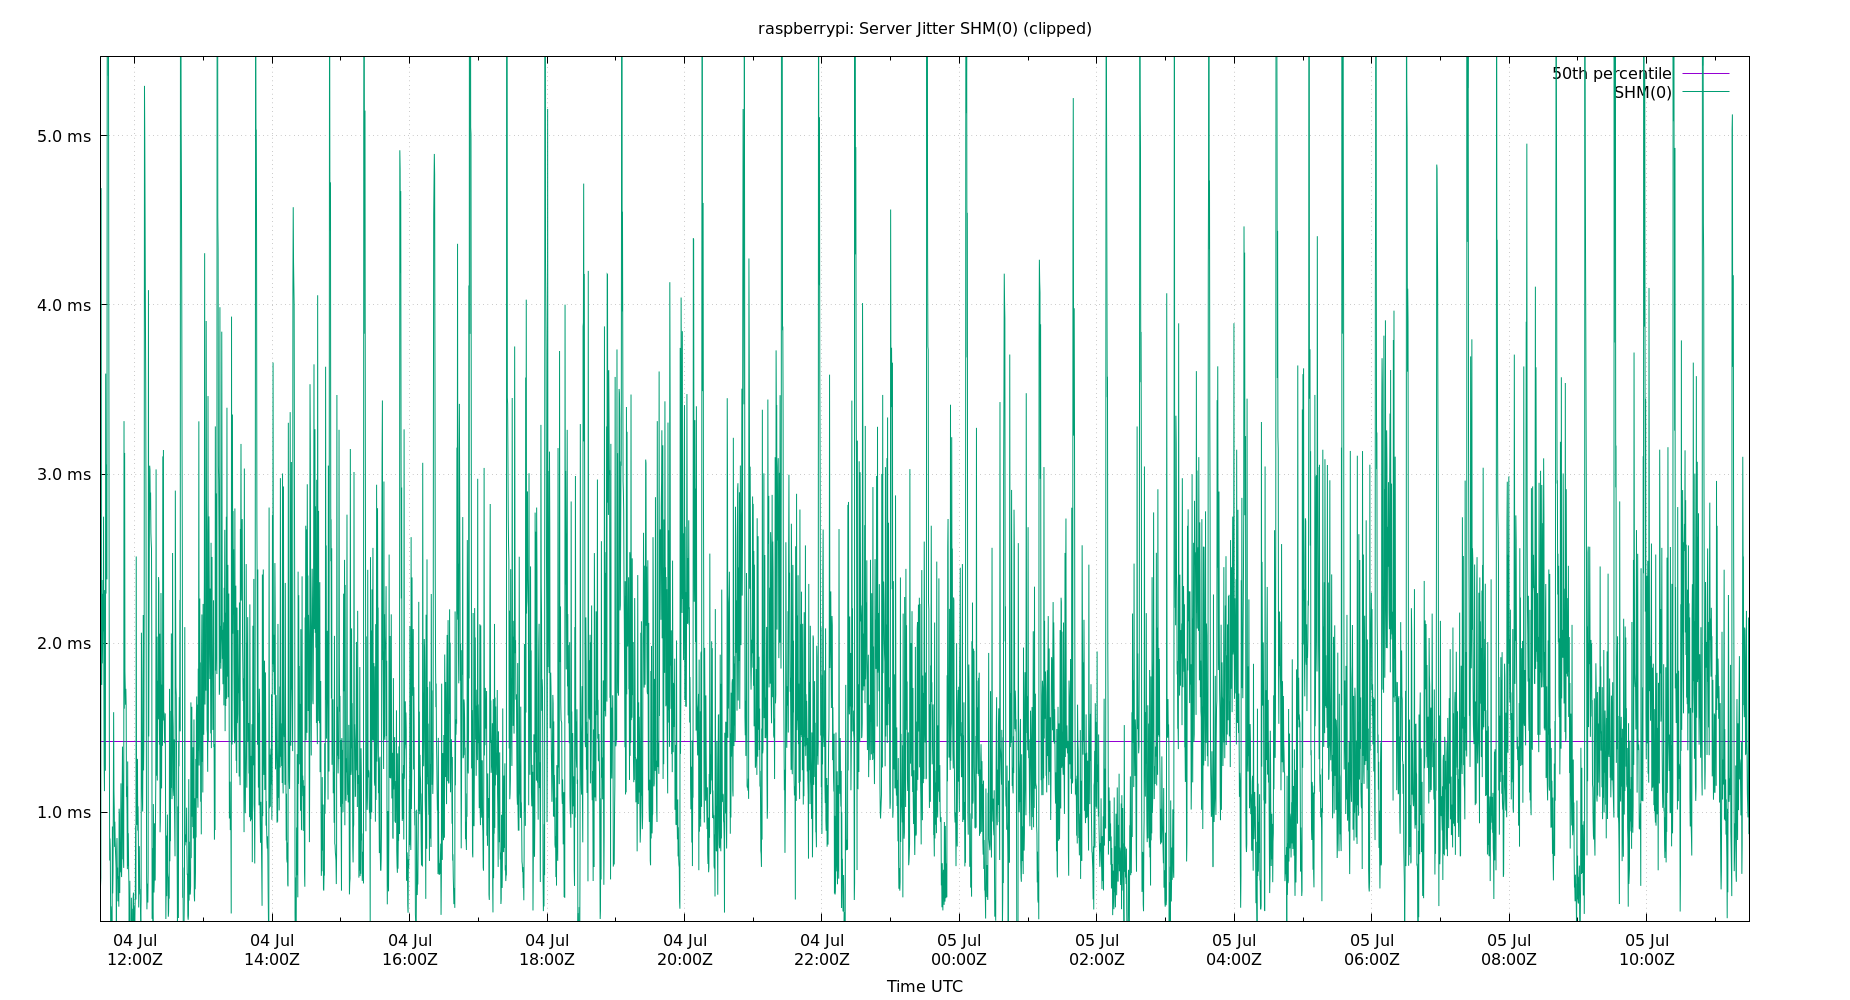 raspberrypi: Server Jitter SHM(0) (clipped)
50th percentile
SHM(0)
5.0 ms
4.0 ms
3.0 ms
2.0 ms
1.0 ms
04 Jul 04 Jul 04 Jul 04 Jul 04 Jul 04 Jul 05 Jul 05 Jul 05 Jul 05 Jul 05 Jul 05 Jul
12:00Z 14:00Z 16:00Z 18:00Z 20:00Z 22:00Z 00:00Z 02:00Z 04:00Z 06:00Z 08:00Z 10:00Z
Time UTC